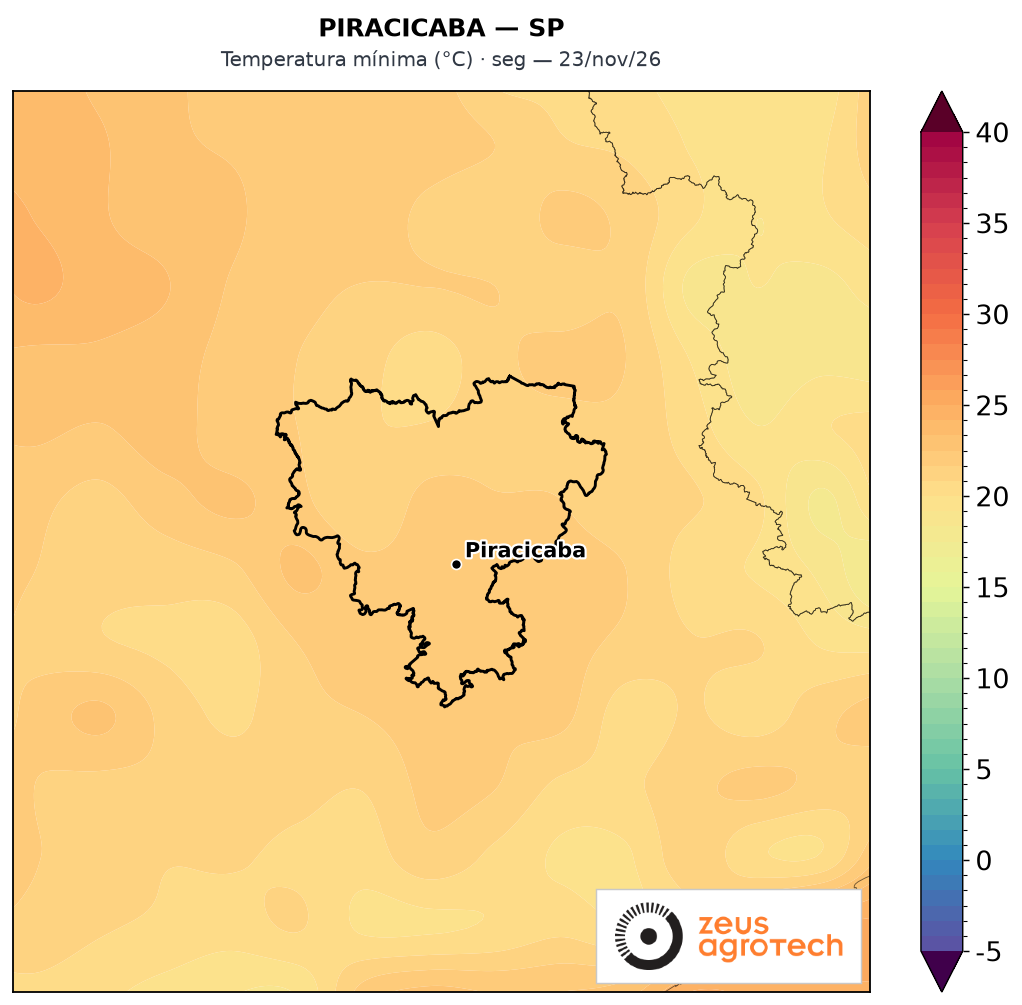 PIRACICABA — SP
Temperatura mínima (°C) · seg — 23/nov/26
40
35
30
25
20
15
10
5
0
-5
Piracicaba
zeus
agrotech